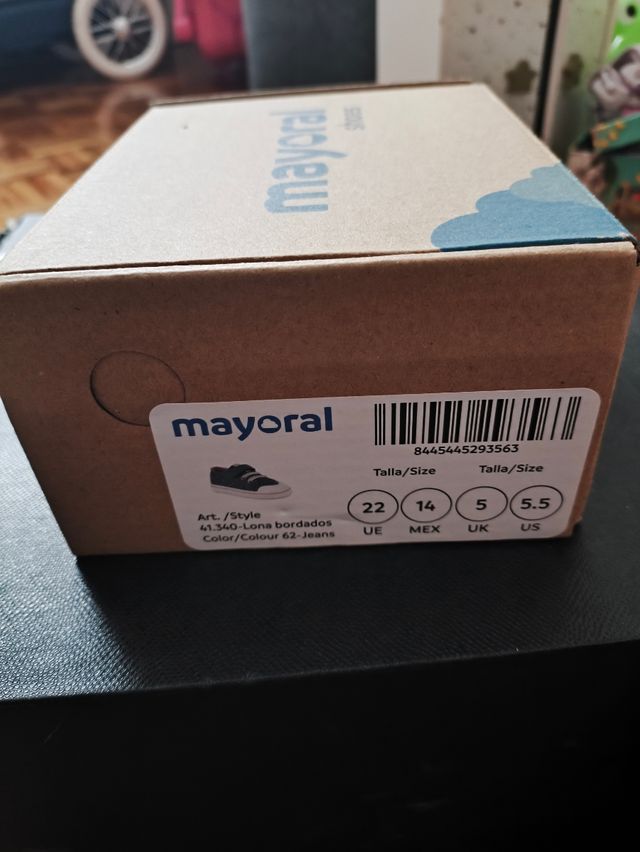 mayoral
shoes
mayoral
8445445293563
Talla/Size Talla/Size
22 14 5 5.5
UE MEX UK US
Art. /Style
41.340-Lona bordados
Color/Colour 62-Jeans